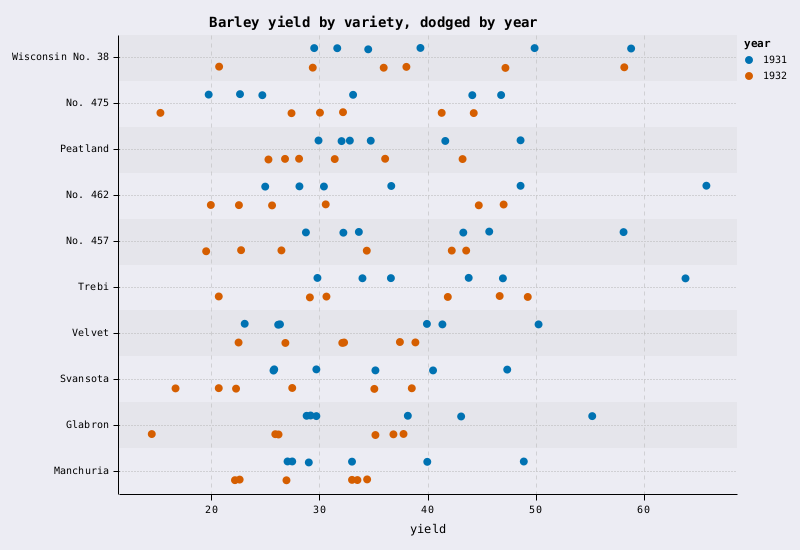 Barley yield by variety, dodged by year
year
1931
1932
Wisconsin No. 38
No. 475
Peatland
No. 462
No. 457
Trebi
Velvet
Svansota
Glabron
Manchuria
20 30 40 50 60
yield